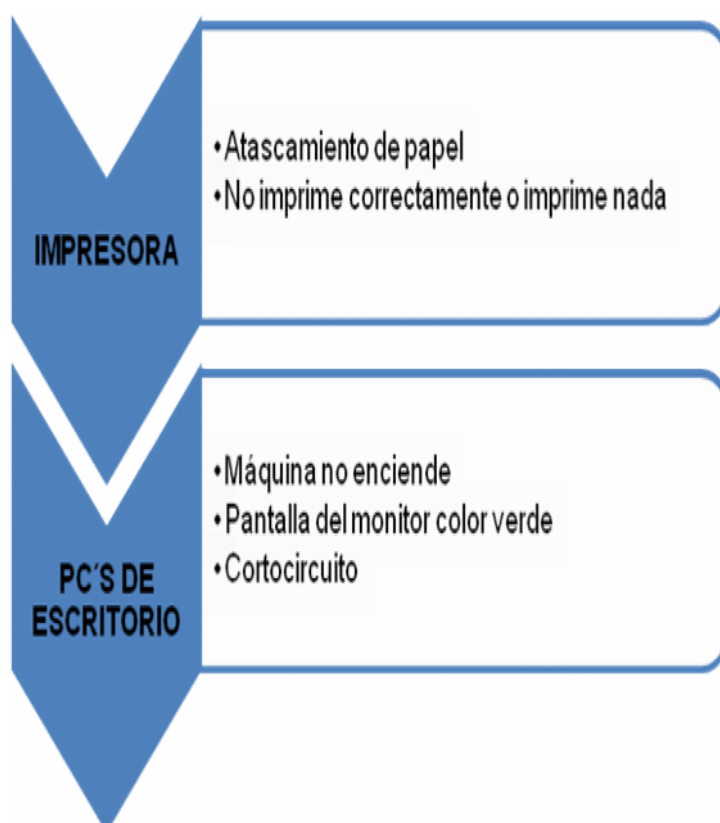 IMPRESORA
•Atascamiento de papel
•No imprime correctamente o imprime nada
PC´S DE
ESCRITORIO
•Máquina no enciende
•Pantalla del monitor color verde
•Cortocircuito